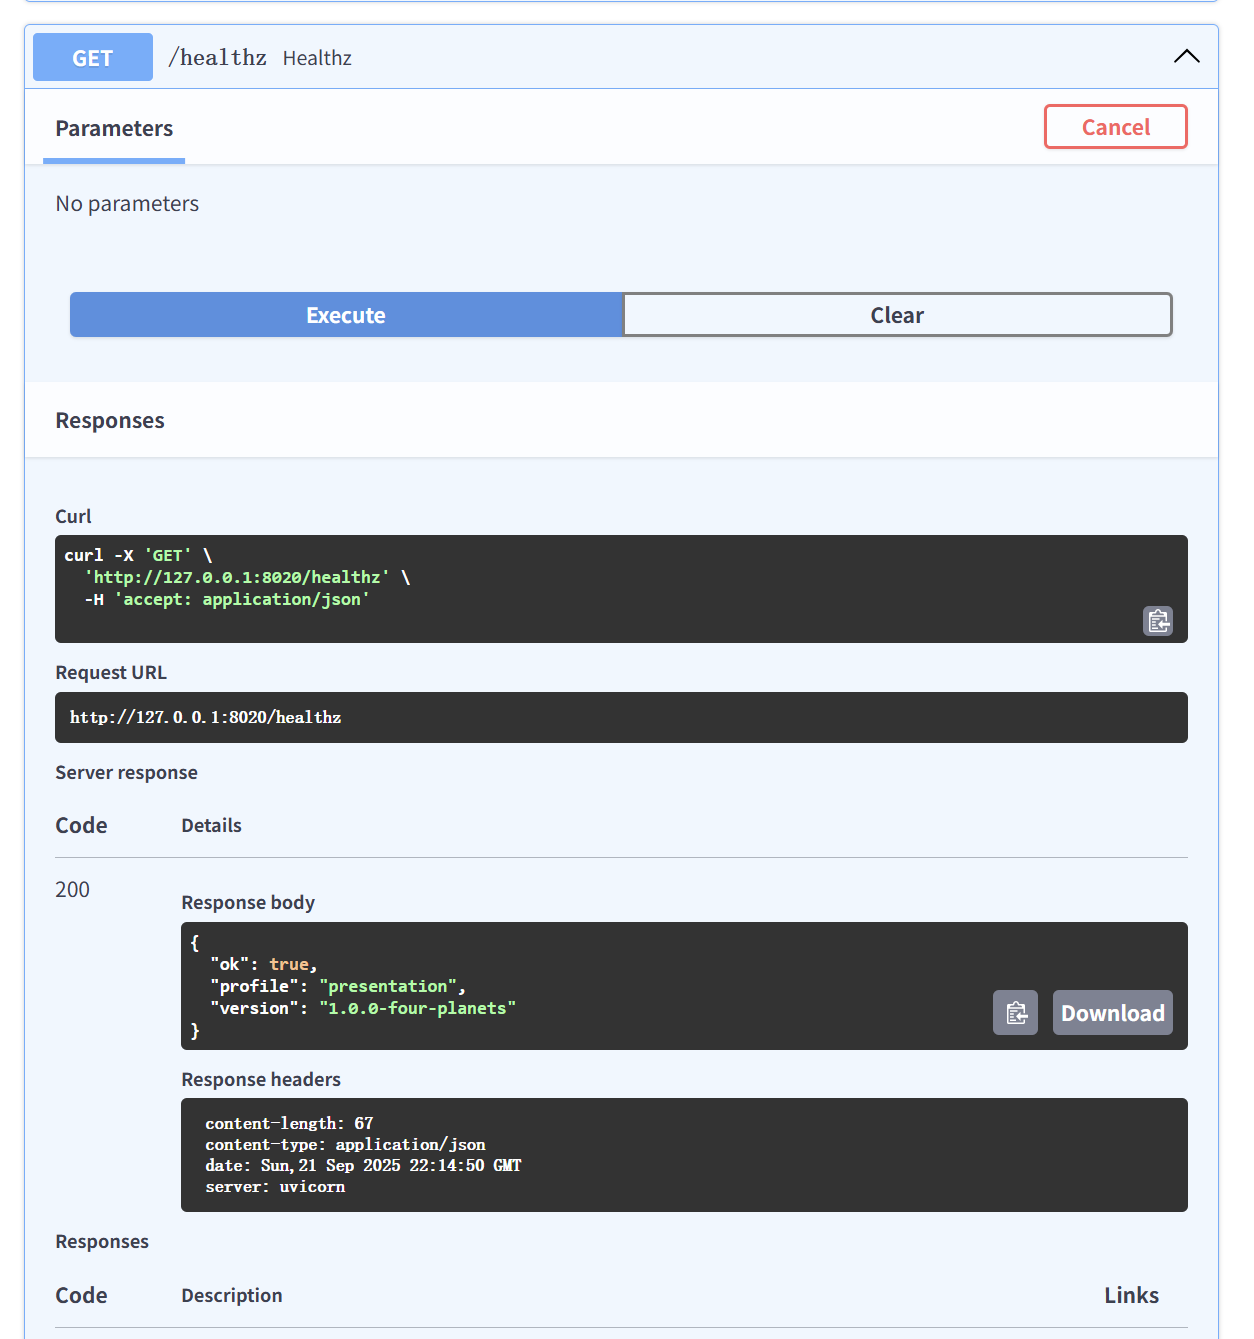 GET /healthz Healthz
Parameters
Cancel
No parameters
Execute
Clear
Responses
Curl
curl -X 'GET' \
  'http://127.0.0.1:8020/healthz' \
  -H 'accept: application/json'
Request URL
http://127.0.0.1:8020/healthz
Server response
Code Details
200
Response body
{
  "ok": true,
  "profile": "presentation",
  "version": "1.0.0-four-planets"
}
Download
Response headers
content-length: 67
content-type: application/json
date: Sun,21 Sep 2025 22:14:50 GMT
server: uvicorn
Responses
Code Description Links